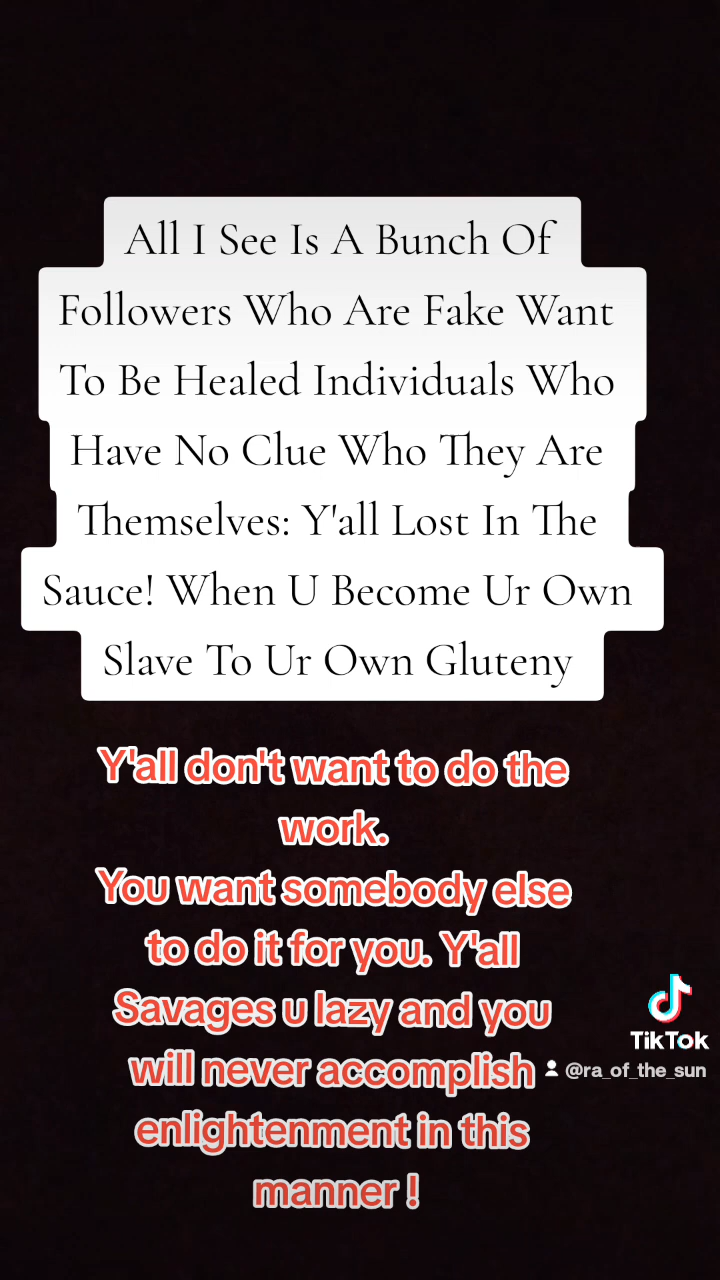 All I See Is A Bunch Of
Followers Who Are Fake Want
To Be Healed Individuals Who
Have No Clue Who They Are
Themselves: Y'all Lost In The
Sauce! When U Become Ur Own
Slave To Ur Own Gluteny
Y'all don't want to do the
work.
You want somebody else
to do it for you. Y'all
Savages u lazy and you
will never accomplish
enlightenment in this
manner !
TikTok
@ra_of_the_sun